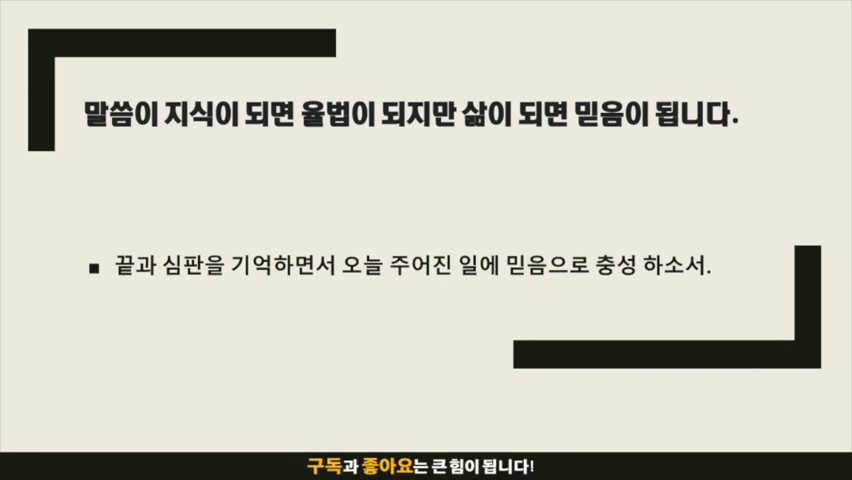 말씀이 지식이 되면 율법이 되지만 삶이 되면 믿음이 됩니다.
■ 끝과 심판을 기억하면서 오늘 주어진 일에 믿음으로 충성 하소서.
구독과 좋아요는 큰 힘이 됩니다!